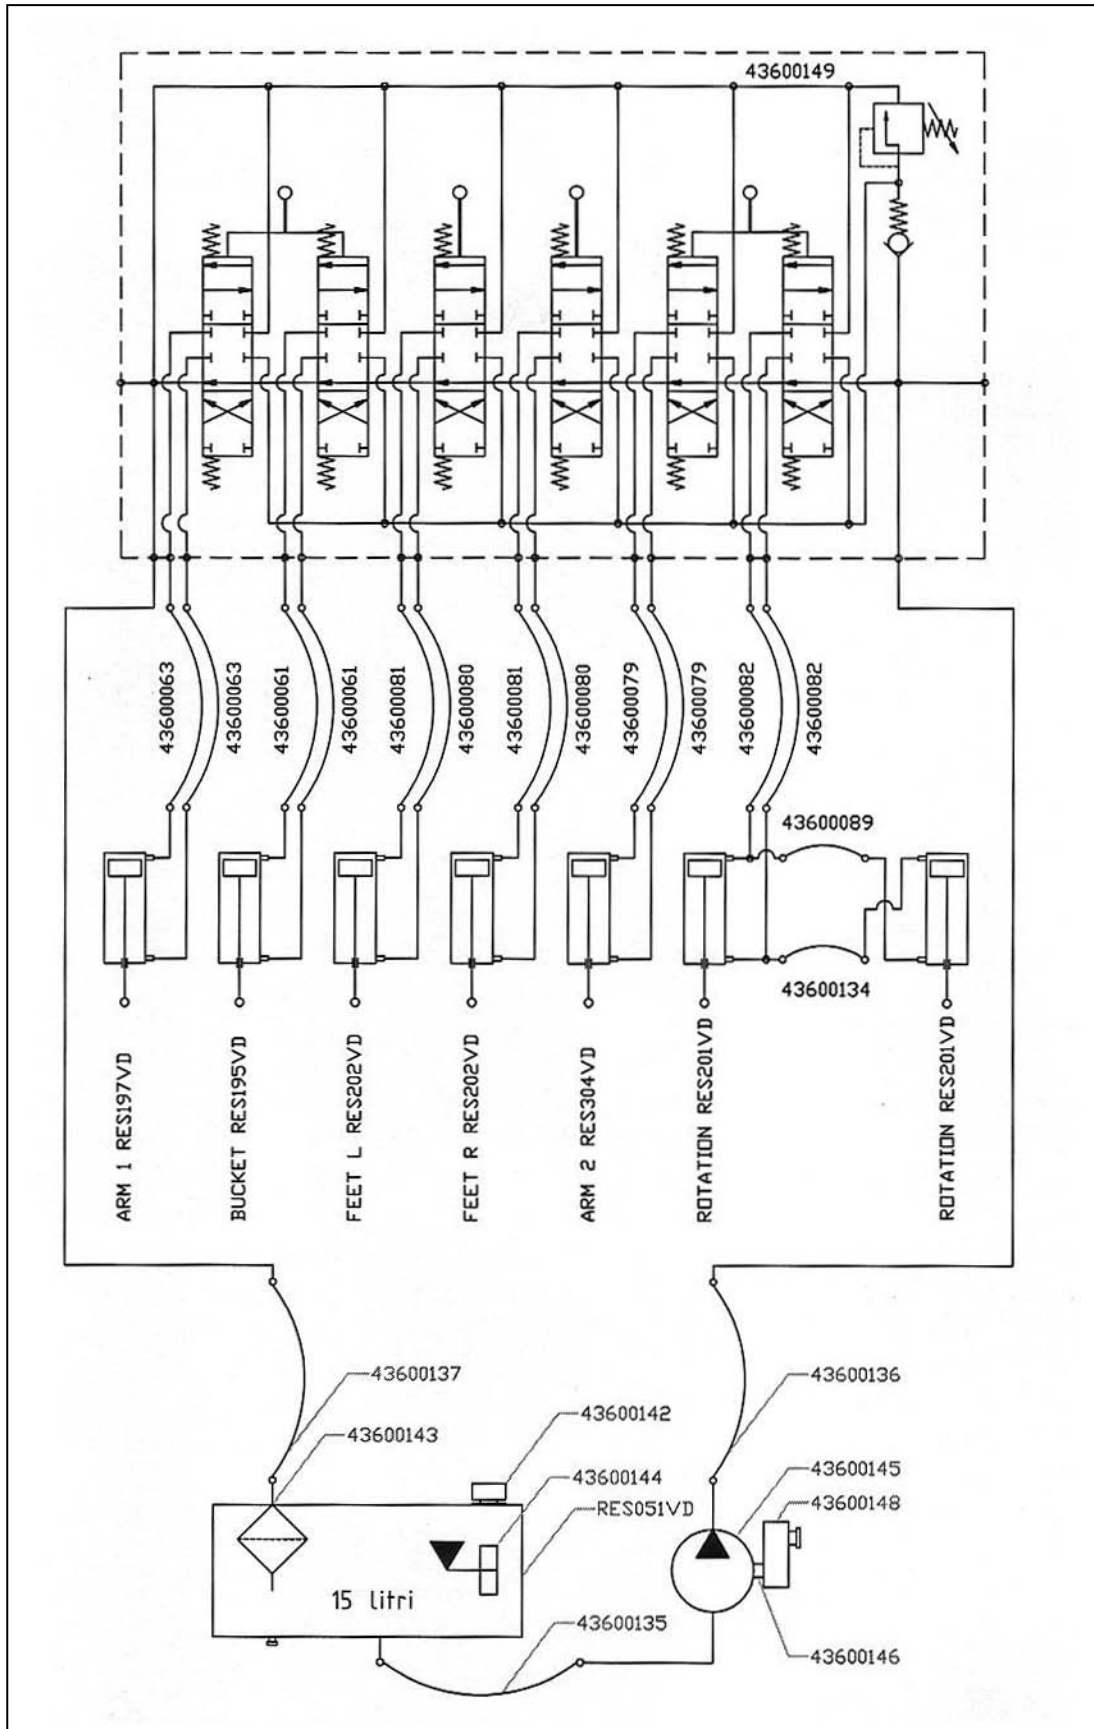 43600149
43600063
43600063
43600061
43600061
43600081
43600080
43600081
43600080
43600079
43600079
43600082
43600082
43600089
43600134
ARM 1 RES197VD
BUCKET RES195VD
FEET L RES202VD
FEET R RES202VD
ARM 2 RES304VD
ROTATION RES201VD
ROTATION RES201VD
43600137
43600143
43600142
43600144
RES051VD
15 litri
43600135
43600136
43600145
43600148
43600146